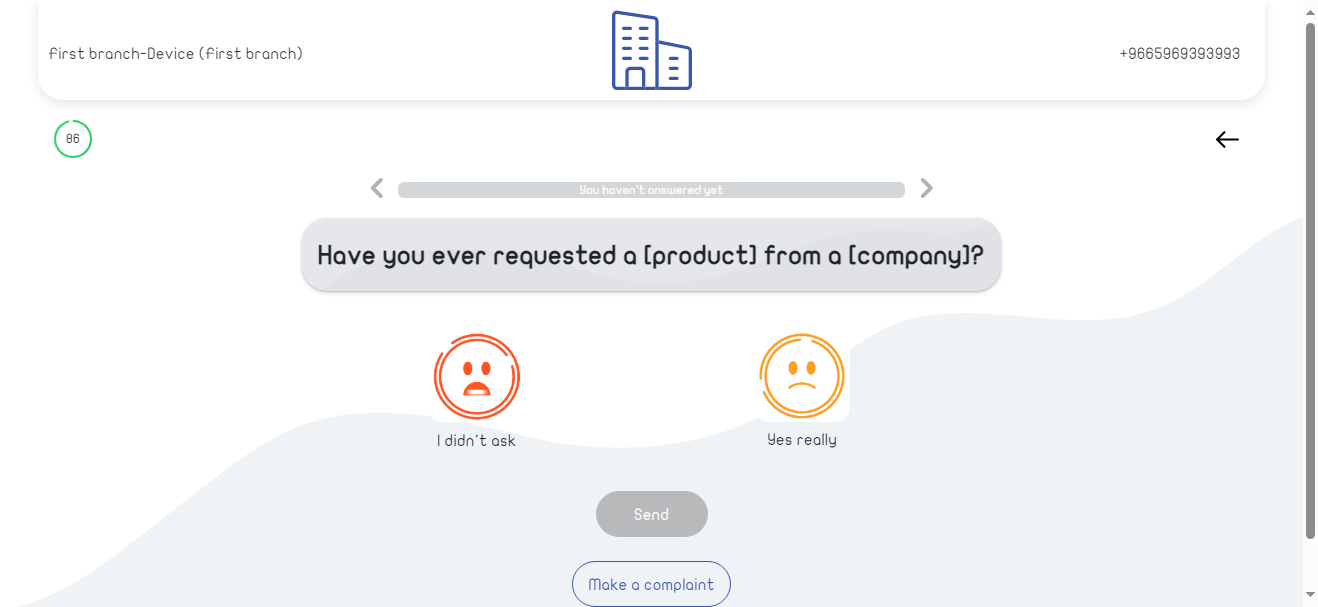 first branch-Device (first branch)
+9665969393993
86
You haven't answered yet
Have you ever requested a [product] from a [company]?
I didn't ask
Yes really
Send
Make a complaint